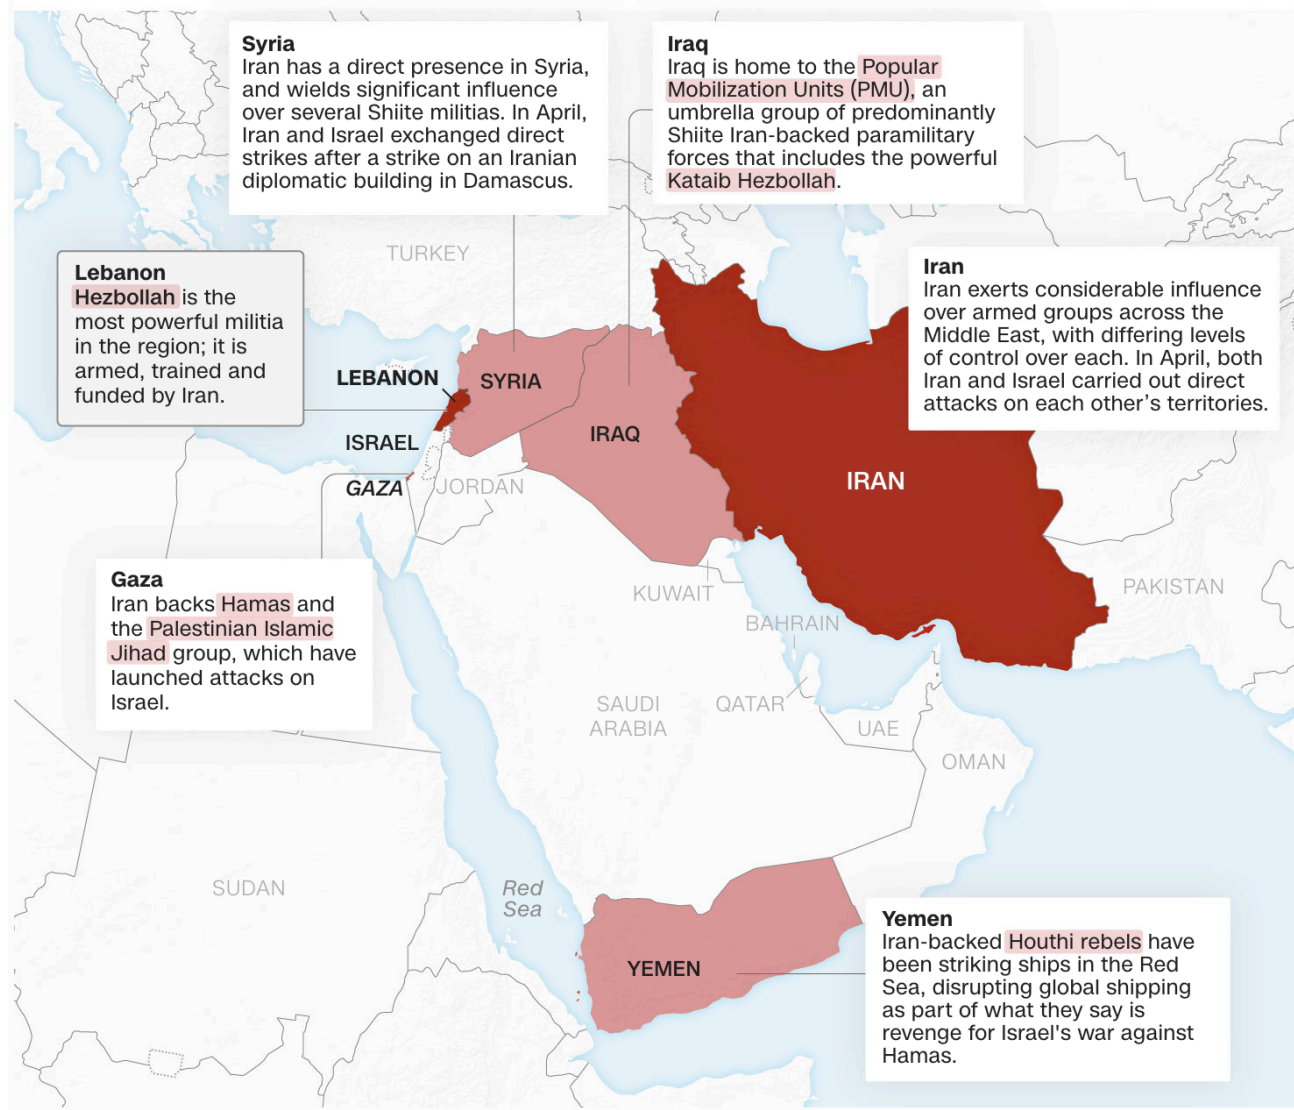 Syria
Iran has a direct presence in Syria,
and wields significant influence
over several Shiite militias. In April,
Iran and Israel exchanged direct
strikes after a strike on an Iranian
diplomatic building in Damascus.
Iraq
Iraq is home to the Popular
Mobilization Units (PMU), an
umbrella group of predominantly
Shiite Iran-backed paramilitary
forces that includes the powerful
Kataib Hezbollah.
TURKEY
Lebanon
Hezbollah is the
most powerful militia
in the region; it is
armed, trained and
funded by Iran.
Iran
Iran exerts considerable influence
over armed groups across the
Middle East, with differing levels
of control over each. In April, both
Iran and Israel carried out direct
attacks on each other’s territories.
LEBANON
SYRIA
ISRAEL
IRAQ
IRAN
GAZA
JORDAN
Gaza
Iran backs Hamas and
the Palestinian Islamic
Jihad group, which have
launched attacks on
Israel.
KUWAIT
PAKISTAN
BAHRAIN
SAUDI
ARABIA
QATAR
UAE
OMAN
SUDAN
Red
Sea
YEMEN
Yemen
Iran-backed Houthi rebels have
been striking ships in the Red
Sea, disrupting global shipping
as part of what they say is
revenge for Israel's war against
Hamas.